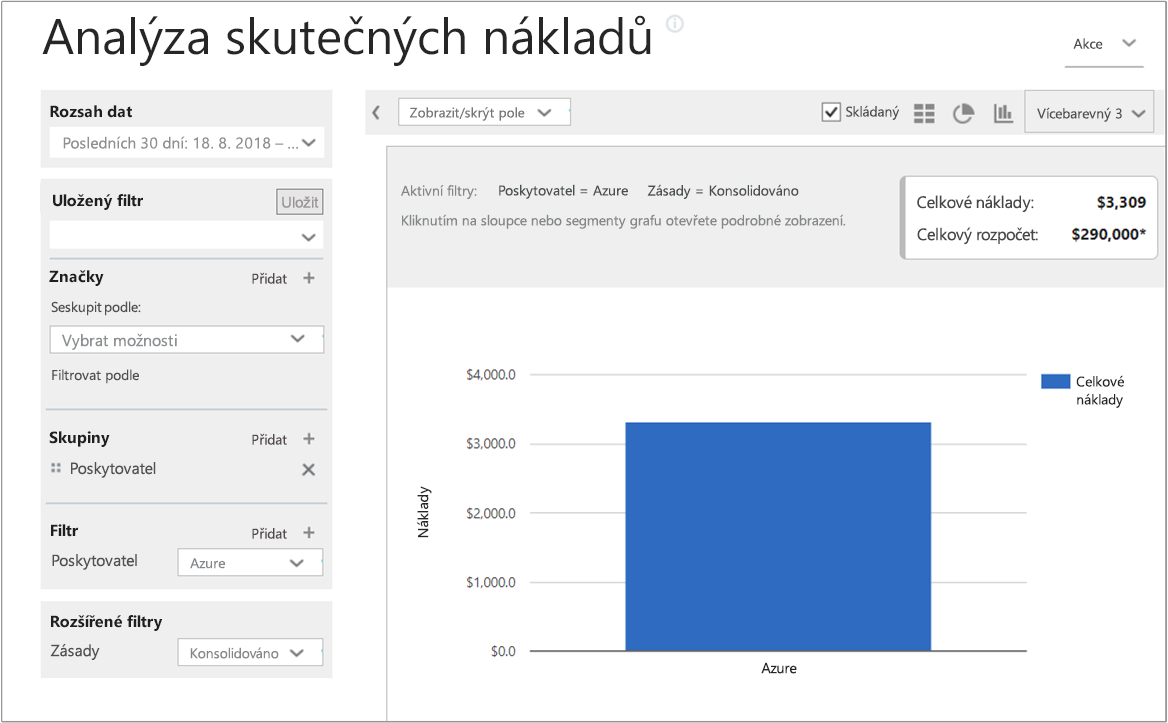 Analýza skutečných nákladů
Akce
Rozsah dat
Posledních 30 dní: 18. 8. 2018 – ...
Uložený filtr
Uložit
Značky
Přidat +
Seskupit podle:
Vybrat možnosti
Filtrovat podle
Skupiny
Přidat +
Poskytovatel
Filtr
Přidat +
Poskytovatel
Azure
Rozšířené filtry
Zásady
Konsolidováno
Zobrazit/skrýt pole
Skládaný
Vícebarevný 3
Aktivní filtry: Poskytovatel = Azure Zásady = Konsolidováno
Kliknutím na sloupce nebo segmenty grafu otevřete podrobné zobrazení.
Celkové náklady: $3,309
Celkový rozpočet: $290,000*
Náklady
$4,000.0
$3,000.0
$2,000.0
$1,000.0
$0.0
Azure
Celkové
náklady